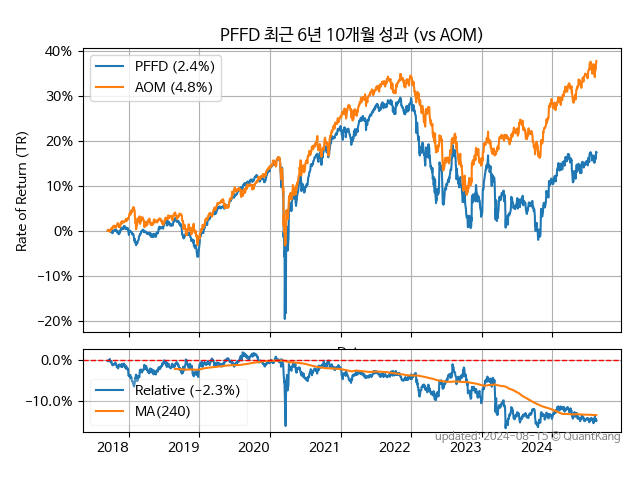 PFFD 최근 6년 10개월 성과 (vs AOM)
40%
30%
20%
10%
0%
−10%
−20%
Rate of Return (TR)
PFFD (2.4%)
AOM (4.8%)
0.0%
−10.0%
Relative (−2.3%)
MA(240)
2018 2019 2020 2021 2022 2023 2024
updated: 2024-08-15 © QuantKang